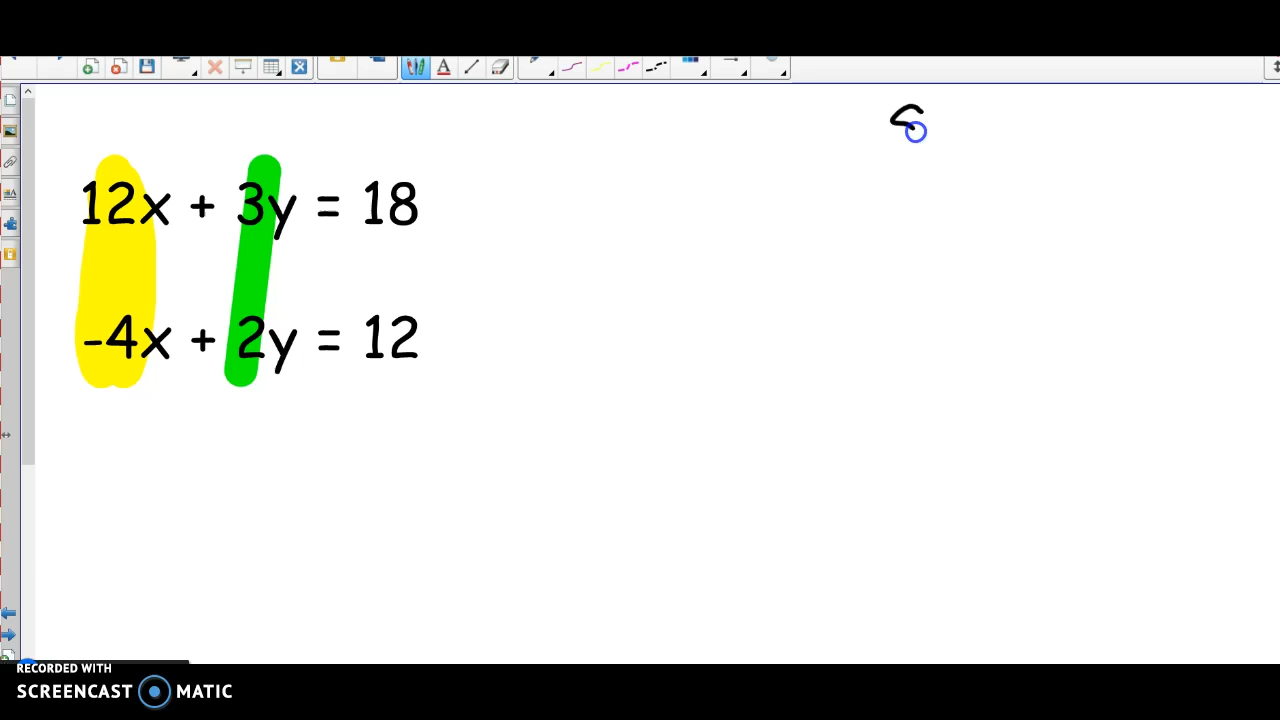 12x + 3y = 18
-4x + 2y = 12
RECORDED WITH
SCREENCAST MATIC